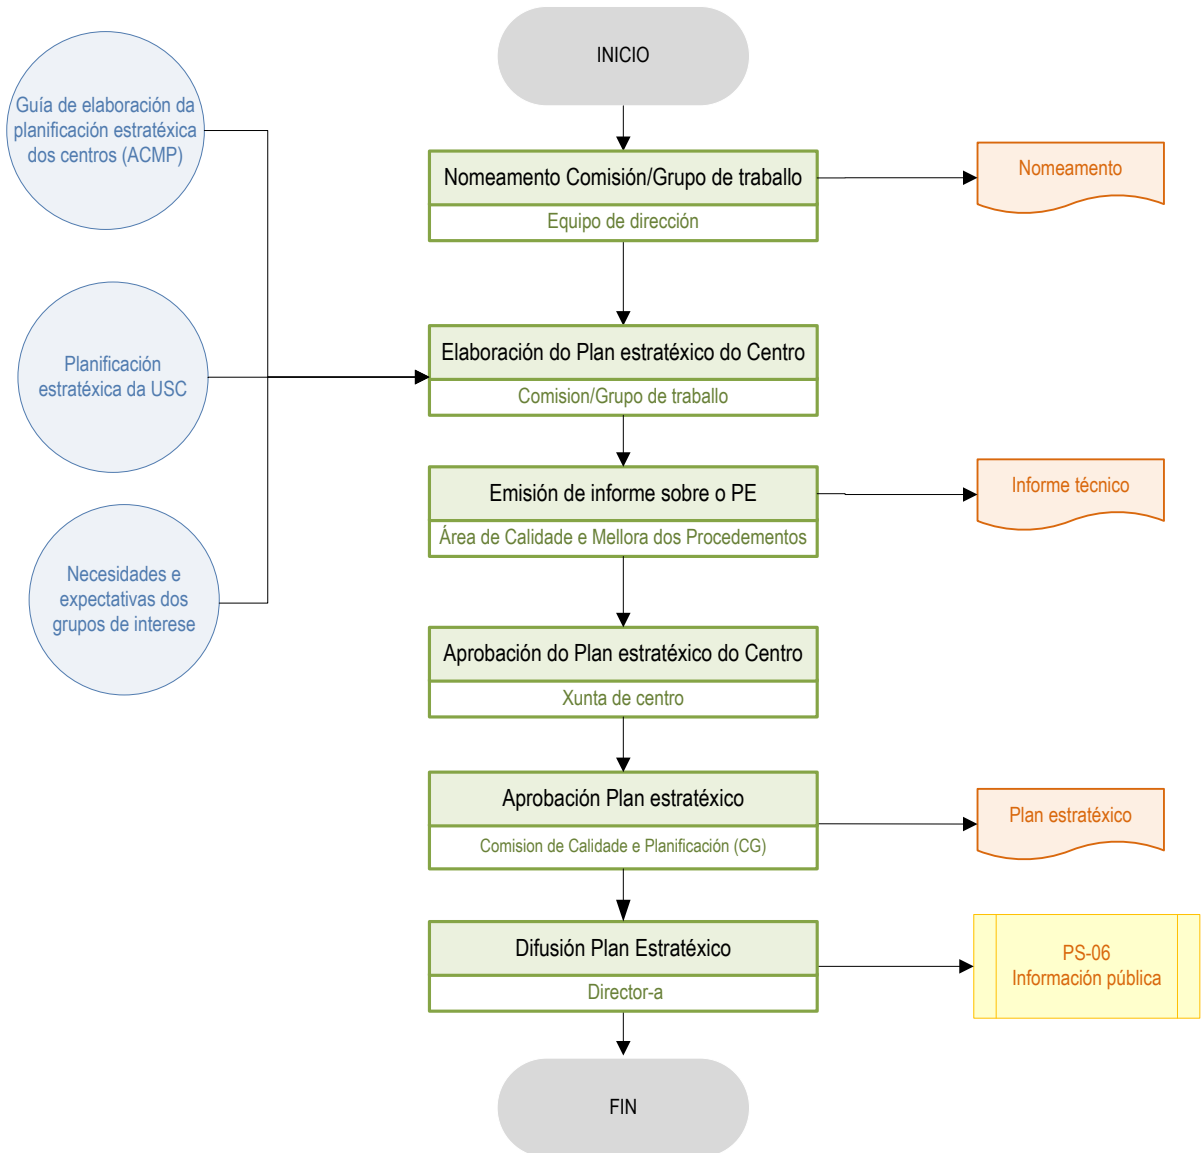 INICIO
Guía de elaboración da
planificación estratéxica
dos centros (ACMP)
Nomeamento Comisión/Grupo de traballo
Equipo de dirección
Nomeamento
Planificación
estratéxica da USC
Elaboración do Plan estratéxico do Centro
Comision/Grupo de traballo
Emisión de informe sobre o PE
Área de Calidade e Mellora dos Procedementos
Informe técnico
Necesidades e
expectativas dos
grupos de interese
Aprobación do Plan estratéxico do Centro
Xunta de centro
Aprobación Plan estratéxico
Comision de Calidade e Planificación (CG)
Plan estratéxico
Difusión Plan Estratéxico
Director-a
PS-06
Información pública
FIN